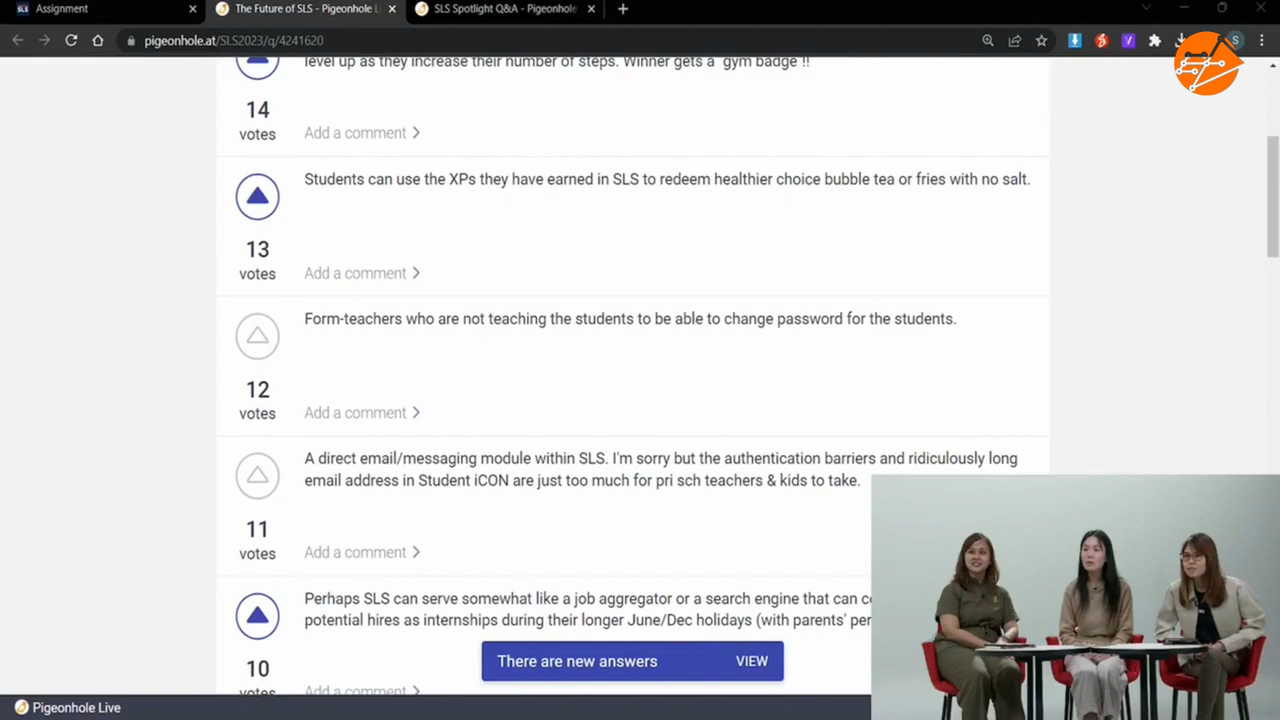 Assignment
The Future of SLS - Pigeonhole Li
SLS Spotlight Q&A - Pigeonhole
pigeonhole.at/SLS2023/q/4241620
level up as they increase their number of steps. Winner gets a 'gym badge'!!
14
votes
Add a comment
Students can use the XPs they have earned in SLS to redeem healthier choice bubble tea or fries with no salt.
13
votes
Add a comment
Form-teachers who are not teaching the students to be able to change password for the students.
12
votes
Add a comment
A direct email/messaging module within SLS. I'm sorry but the authentication barriers and ridiculously long
email address in Student iCON are just too much for pri sch teachers & kids to take.
11
votes
Add a comment
Perhaps SLS can serve somewhat like a job aggregator or a search engine that can
potential hires as internships during their longer June/Dec holidays (with parents'
10
votes
Add a comment
There are new answers VIEW
Pigeonhole Live